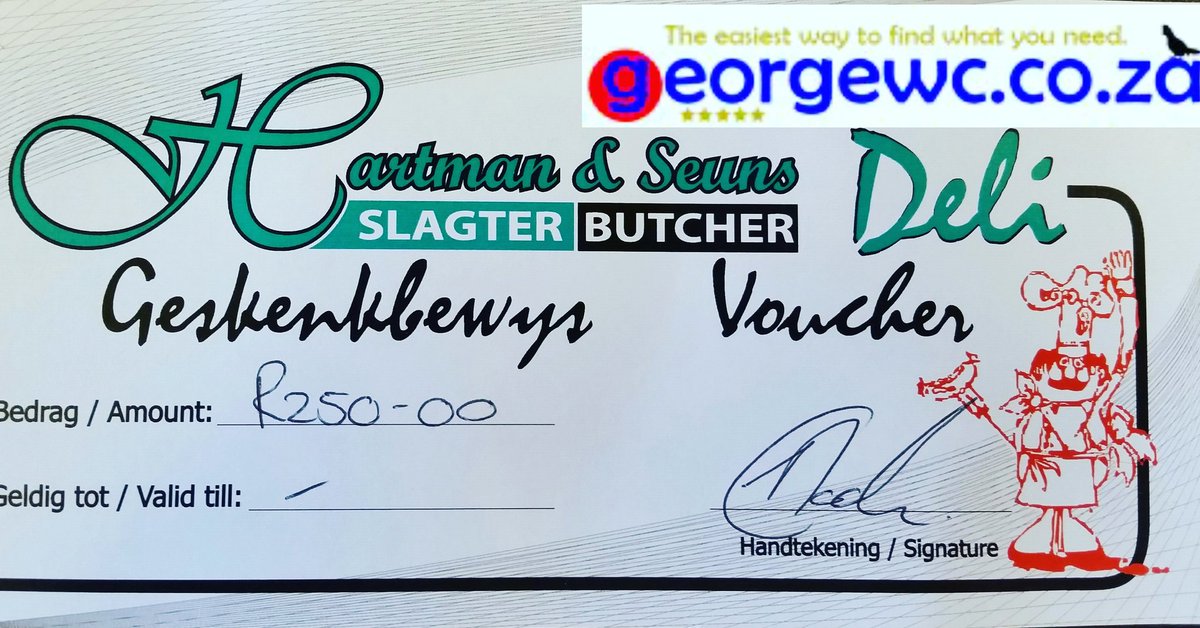 The easiest way to find what you need.
georgewc.co.za
Hartman & Seuns Deli
SLAGTER BUTCHER
Geskenkbewys Voucher
Bedrag / Amount: R250-00
Geldig tot / Valid till: -
Handtekening / Signature